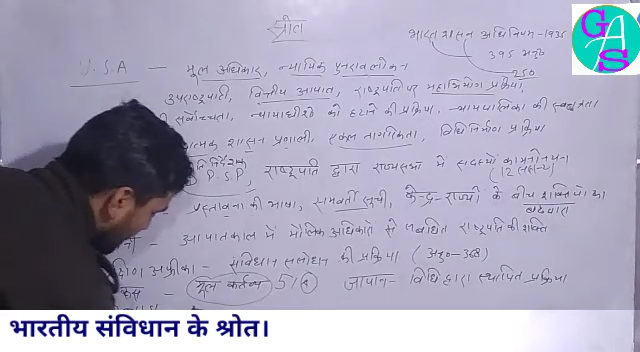 स्रोत
भारत शासन अधिनियम - 1935
395 अनु०
250
U.S.A — मूल अधिकार, न्यायिक पुनरावलोकन
उपराष्ट्रपति, वित्तीय आपात, राष्ट्रपति पर महाभियोग प्रक्रिया,
सर्वोच्चता, न्यायाधीशों को हटाने की प्रक्रिया, न्यायपालिका की स्वतंत्रता
शासन प्रणाली, एकल नागरिकता, विधि निर्माण प्रक्रिया
P.S.P, राष्ट्रपति द्वारा राज्यसभा में सदस्यों का मनोनयन
(12 सदस्य)
प्रस्तावना की भाषा, समवर्ती सूची, केन्द्र-राज्यों के बीच शक्तियों का
बटवारा
आपातकाल में मौलिक अधिकारों से संबंधित राष्ट्रपति की शक्ति
अफ्रीका - संविधान संशोधन की प्रक्रिया (अनु०-368)
मूल कर्तव्य 51 जापान - विधि द्वारा स्थापित प्रक्रिया
GAS
भारतीय संविधान के श्रोत।